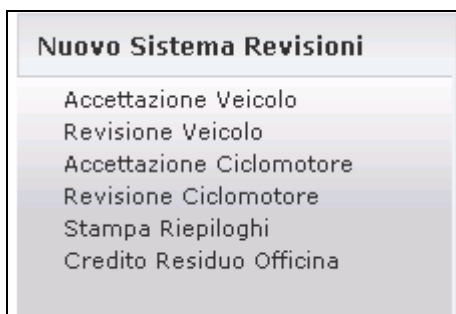 Nuovo Sistema Revisioni
Accettazione Veicolo
Revisione Veicolo
Accettazione Ciclomotore
Revisione Ciclomotore
Stampa Riepiloghi
Credito Residuo Officina